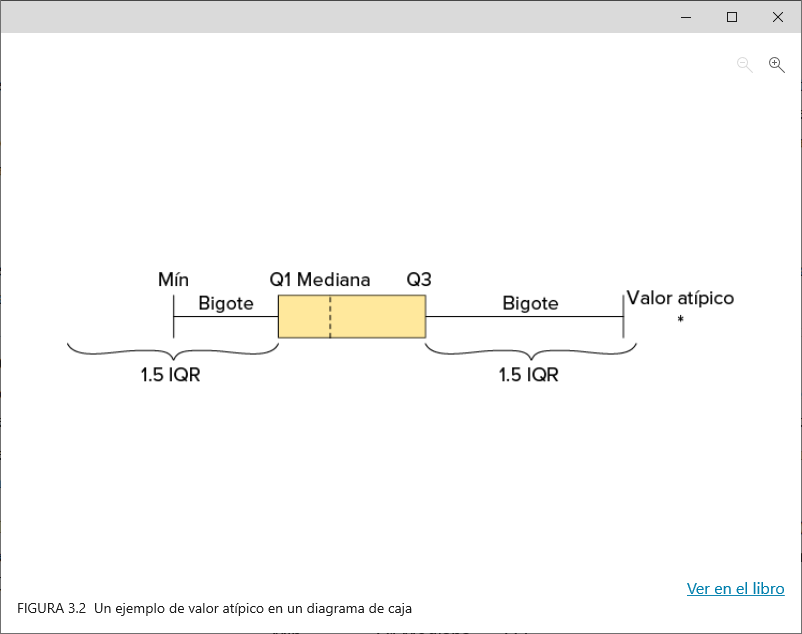 Mín Q1 Mediana Q3
Bigote Bigote Valor atípico
*
1.5 IQR 1.5 IQR
Ver en el libro
FIGURA 3.2 Un ejemplo de valor atípico en un diagrama de caja